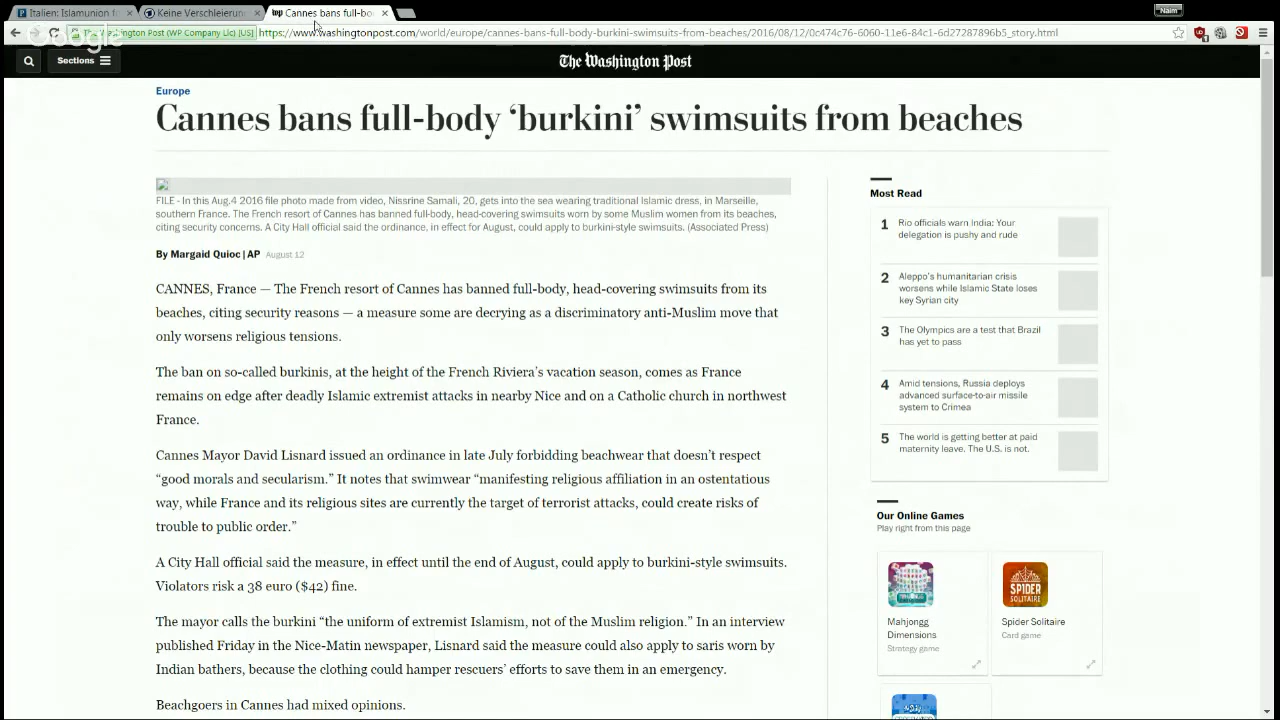 Italien: Islamunion f
Keine Verschleierun
wp Cannes bans full-bo
Naim
Google
The Washington Post (WP Company Llc) [US]
https://www.washingtonpost.com/world/europe/cannes-bans-full-body-burkini-swimsuits-from-beaches/2016/08/12/0c474c76-6060-11e6-84c1-6d27287896b5_story.html
Sections
The Washington Post
Europe
Cannes bans full-body ‘burkini’ swimsuits from beaches
FILE - In this Aug.4 2016 file photo made from video, Nissrine Samali, 20, gets into the sea wearing traditional Islamic dress, in Marseille,
southern France. The French resort of Cannes has banned full-body, head-covering swimsuits worn by some Muslim women from its beaches,
citing security concerns. A City Hall official said the ordinance, in effect for August, could apply to burkini-style swimsuits. (Associated Press)
By Margaid Quioc | AP August 12
CANNES, France — The French resort of Cannes has banned full-body, head-covering swimsuits from its
beaches, citing security reasons — a measure some are decrying as a discriminatory anti-Muslim move that
only worsens religious tensions.
The ban on so-called burkinis, at the height of the French Riviera’s vacation season, comes as France
remains on edge after deadly Islamic extremist attacks in nearby Nice and on a Catholic church in northwest
France.
Cannes Mayor David Lisnard issued an ordinance in late July forbidding beachwear that doesn’t respect
“good morals and secularism.” It notes that swimwear “manifesting religious affiliation in an ostentatious
way, while France and its religious sites are currently the target of terrorist attacks, could create risks of
trouble to public order.”
A City Hall official said the measure, in effect until the end of August, could apply to burkini-style swimsuits.
Violators risk a 38 euro ($42) fine.
The mayor calls the burkini “the uniform of extremist Islamism, not of the Muslim religion.” In an interview
published Friday in the Nice-Matin newspaper, Lisnard said the measure could also apply to saris worn by
Indian bathers, because the clothing could hamper rescuers’ efforts to save them in an emergency.
Beachgoers in Cannes had mixed opinions.
Most Read
1 Rio officials warn India: Your
delegation is pushy and rude
2 Aleppo’s humanitarian crisis
worsens while Islamic State loses
key Syrian city
3 The Olympics are a test that Brazil
has yet to pass
4 Amid tensions, Russia deploys
advanced surface-to-air missile
system to Crimea
5 The world is getting better at paid
maternity leave. The U.S. is not.
Our Online Games
Play right from this page
SPIDER
SOLITAIRE
Mahjongg
Dimensions
Strategy game
Spider Solitaire
Card game